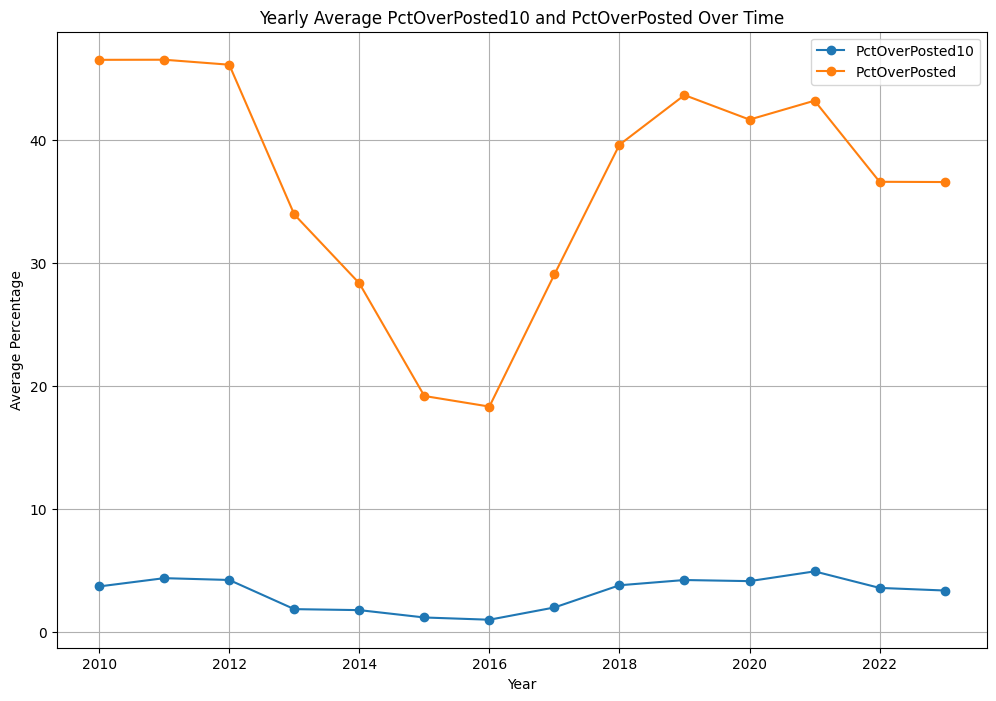 Yearly Average PctOverPosted10 and PctOverPosted Over Time
PctOverPosted10
PctOverPosted
Average Percentage
40
30
20
10
0
2010 2012 2014 2016 2018 2020 2022
Year